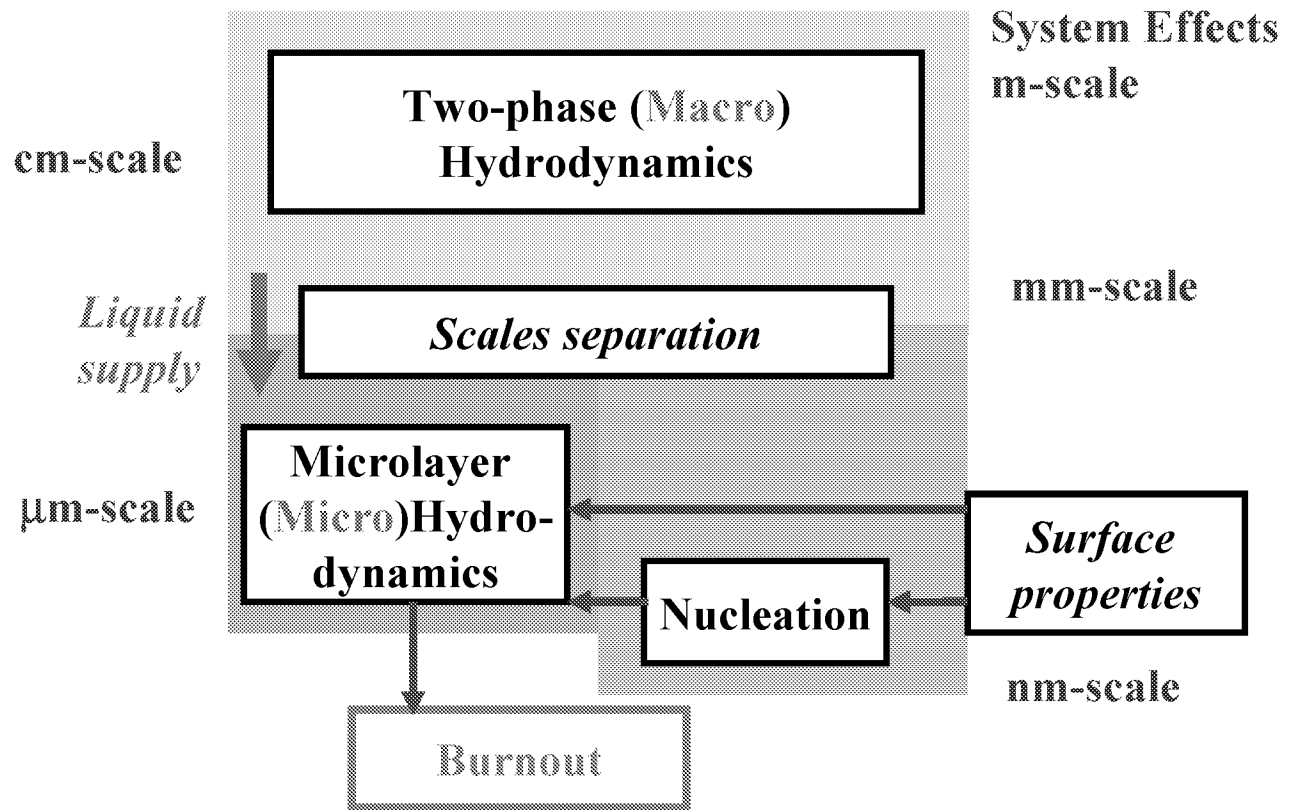 System Effects
m-scale
Two-phase (Macro)
Hydrodynamics
cm-scale
mm-scale
Liquid
supply
Scales separation
Microlayer
(Micro)Hydro-
dynamics
μm-scale
Surface
properties
Nucleation
nm-scale
Burnout